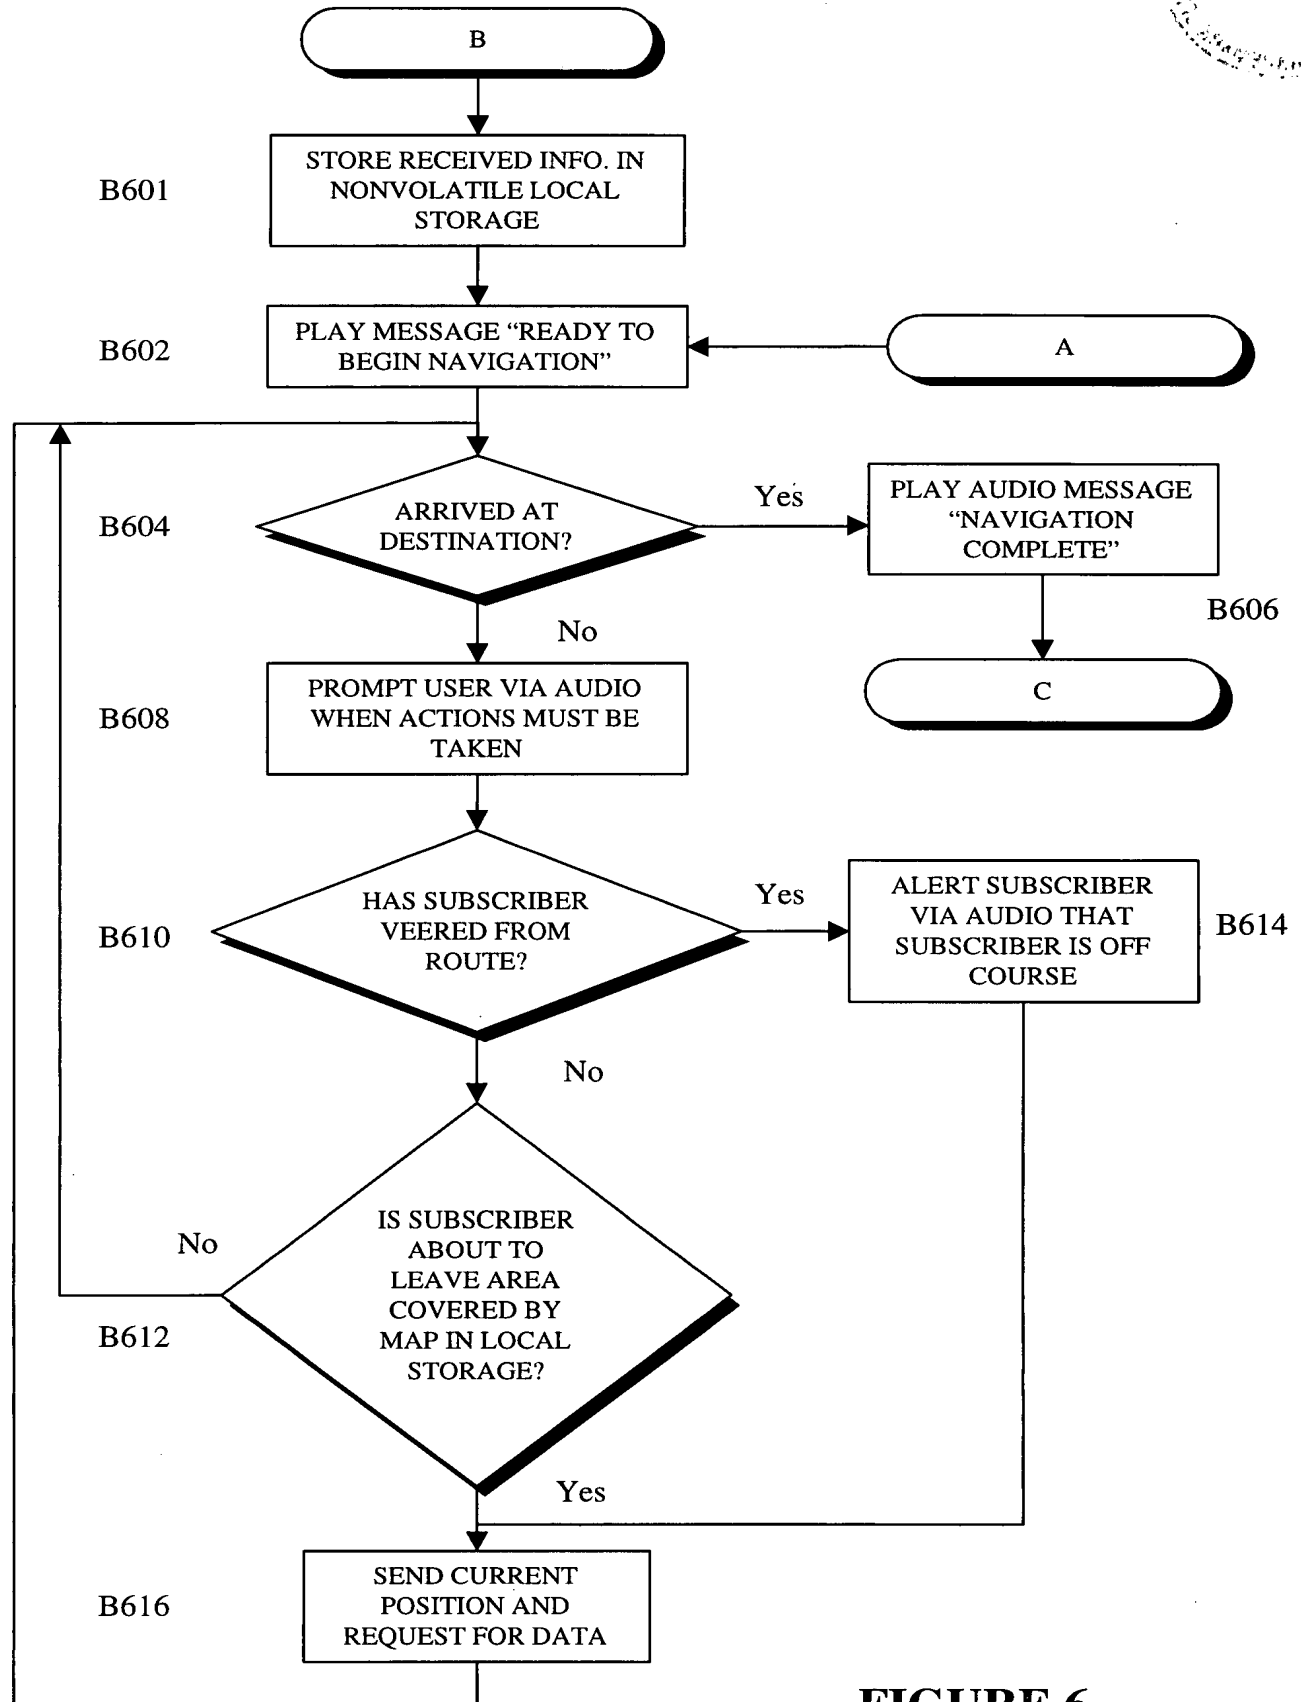 B
B601
STORE RECEIVED INFO. IN
NONVOLATILE LOCAL
STORAGE
B602
PLAY MESSAGE “READY TO
BEGIN NAVIGATION”
A
B604
ARRIVED AT
DESTINATION?
Yes
PLAY AUDIO MESSAGE
“NAVIGATION
COMPLETE”
B606
No
C
B608
PROMPT USER VIA AUDIO
WHEN ACTIONS MUST BE
TAKEN
B610
HAS SUBSCRIBER
VEERED FROM
ROUTE?
Yes
ALERT SUBSCRIBER
VIA AUDIO THAT
SUBSCRIBER IS OFF
COURSE
B614
No
No
B612
IS SUBSCRIBER
ABOUT TO
LEAVE AREA
COVERED BY
MAP IN LOCAL
STORAGE?
Yes
B616
SEND CURRENT
POSITION AND
REQUEST FOR DATA
FIGURE 6